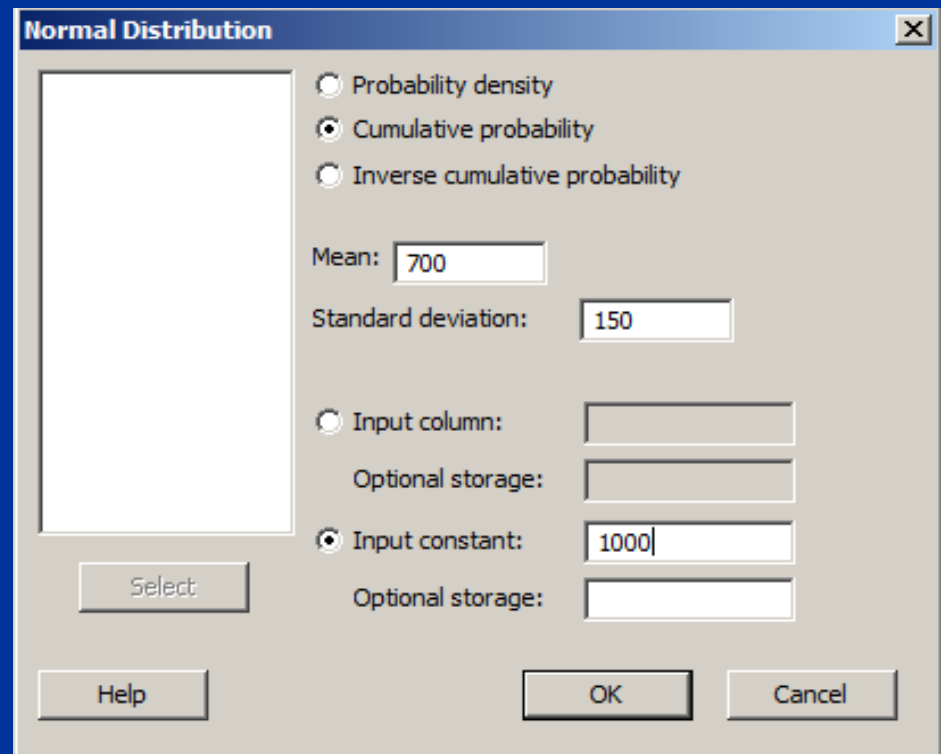 Normal Distribution
Probability density
Cumulative probability
Inverse cumulative probability
Mean: 700
Standard deviation: 150
Input column:
Optional storage:
Input constant: 1000
Select
Optional storage:
Help OK Cancel